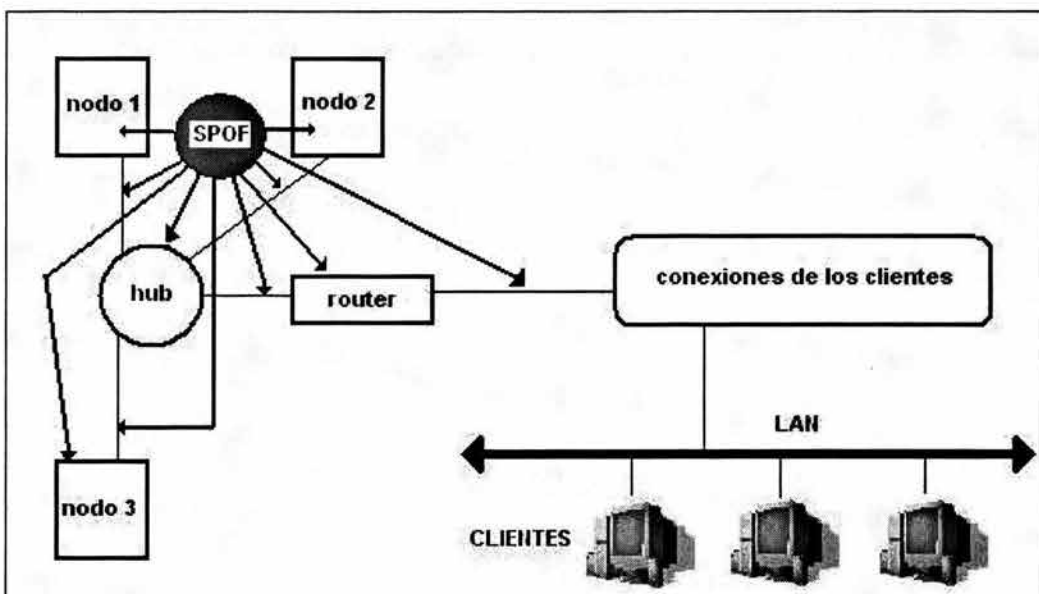 nodo 1
nodo 2
SPOF
hub
router
conexiones de los clientes
LAN
nodo 3
CLIENTES